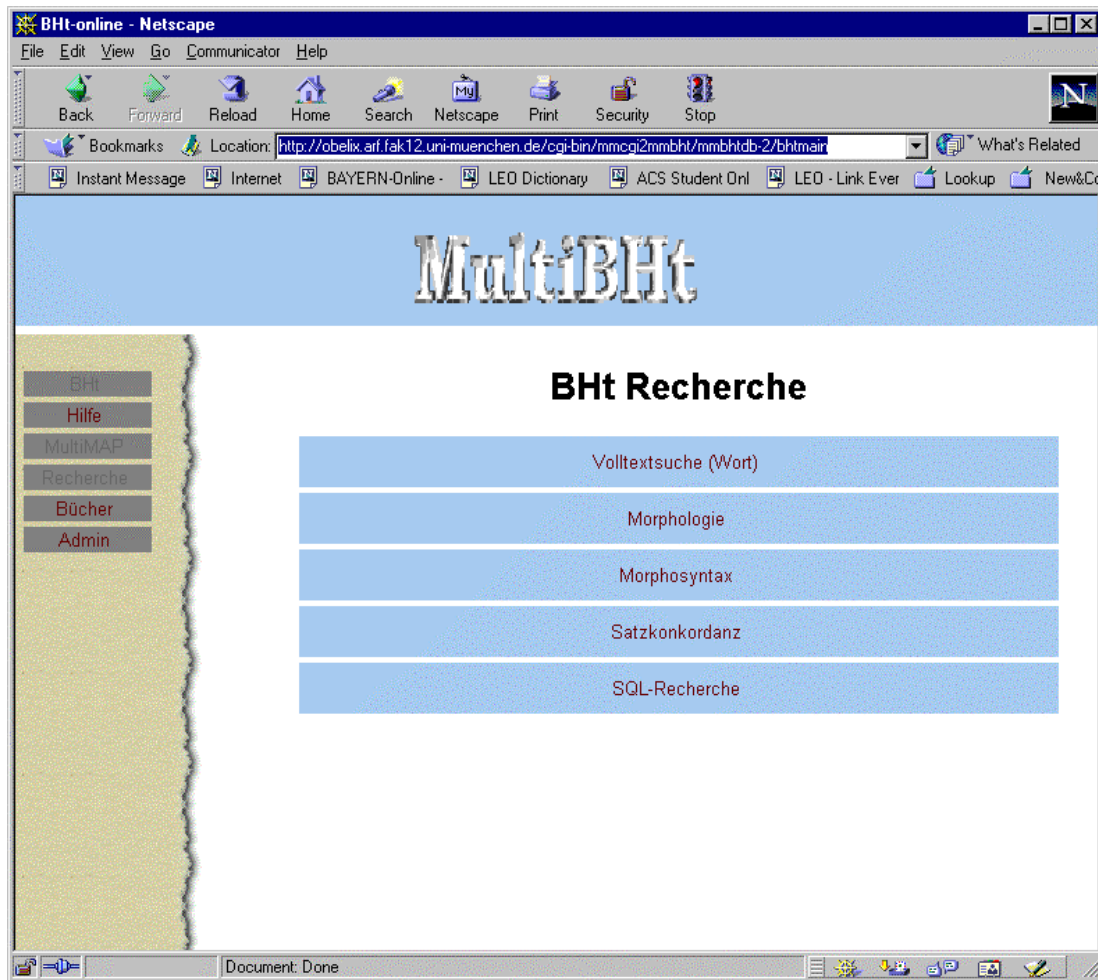 BHt-online - Netscape
File Edit View Go Communicator Help
Back Forward Reload Home Search Netscape Print Security Stop
My
N
Bookmarks Location: http://obelix.arf.fak12.uni-muenchen.de/cgi-bin/mmcgi2mmbht/mmbhtdb-2/bhtmain What's Related
Instant Message Internet BAYERN-Online - LEO Dictionary ACS Student Onl LEO - Link Ever Lookup New&Co
MultiBHt
BHt
Hilfe
MultiMAP
Recherche
Bücher
Admin
BHt Recherche
Volltextsuche (Wort)
Morphologie
Morphosyntax
Satzkonkordanz
SQL-Recherche
Document: Done